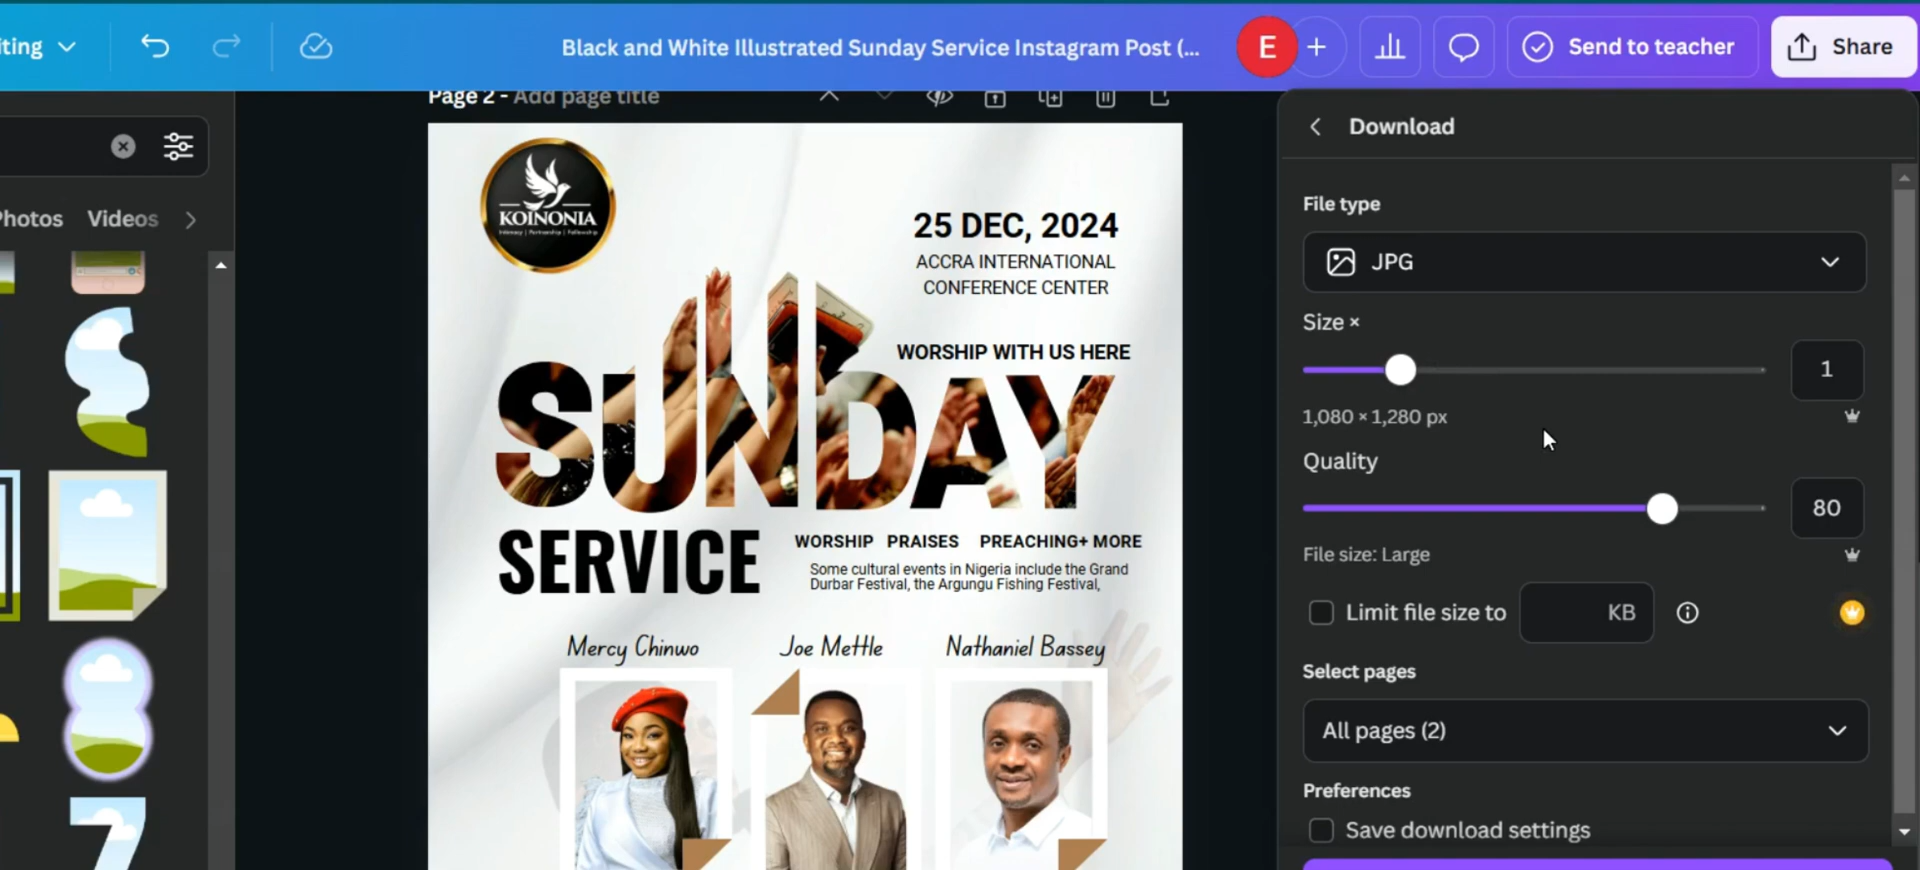 iting
Black and White Illustrated Sunday Service Instagram Post (...
E
Send to teacher
Share
Photos
Videos
Page 2 - Add page title
KOINONIA
Intimacy | Partnership | Fellowship
25 DEC, 2024
ACCRA INTERNATIONAL
CONFERENCE CENTER
WORSHIP WITH US HERE
SUNDAY
SERVICE
WORSHIP PRAISES PREACHING+ MORE
Some cultural events in Nigeria include the Grand
Durbar Festival, the Argungu Fishing Festival,
Mercy Chinwo
Joe Mettle
Nathaniel Bassey
Download
File type
JPG
Size ×
1
1,080 × 1,280 px
Quality
80
File size: Large
Limit file size to
KB
Select pages
All pages (2)
Preferences
Save download settings